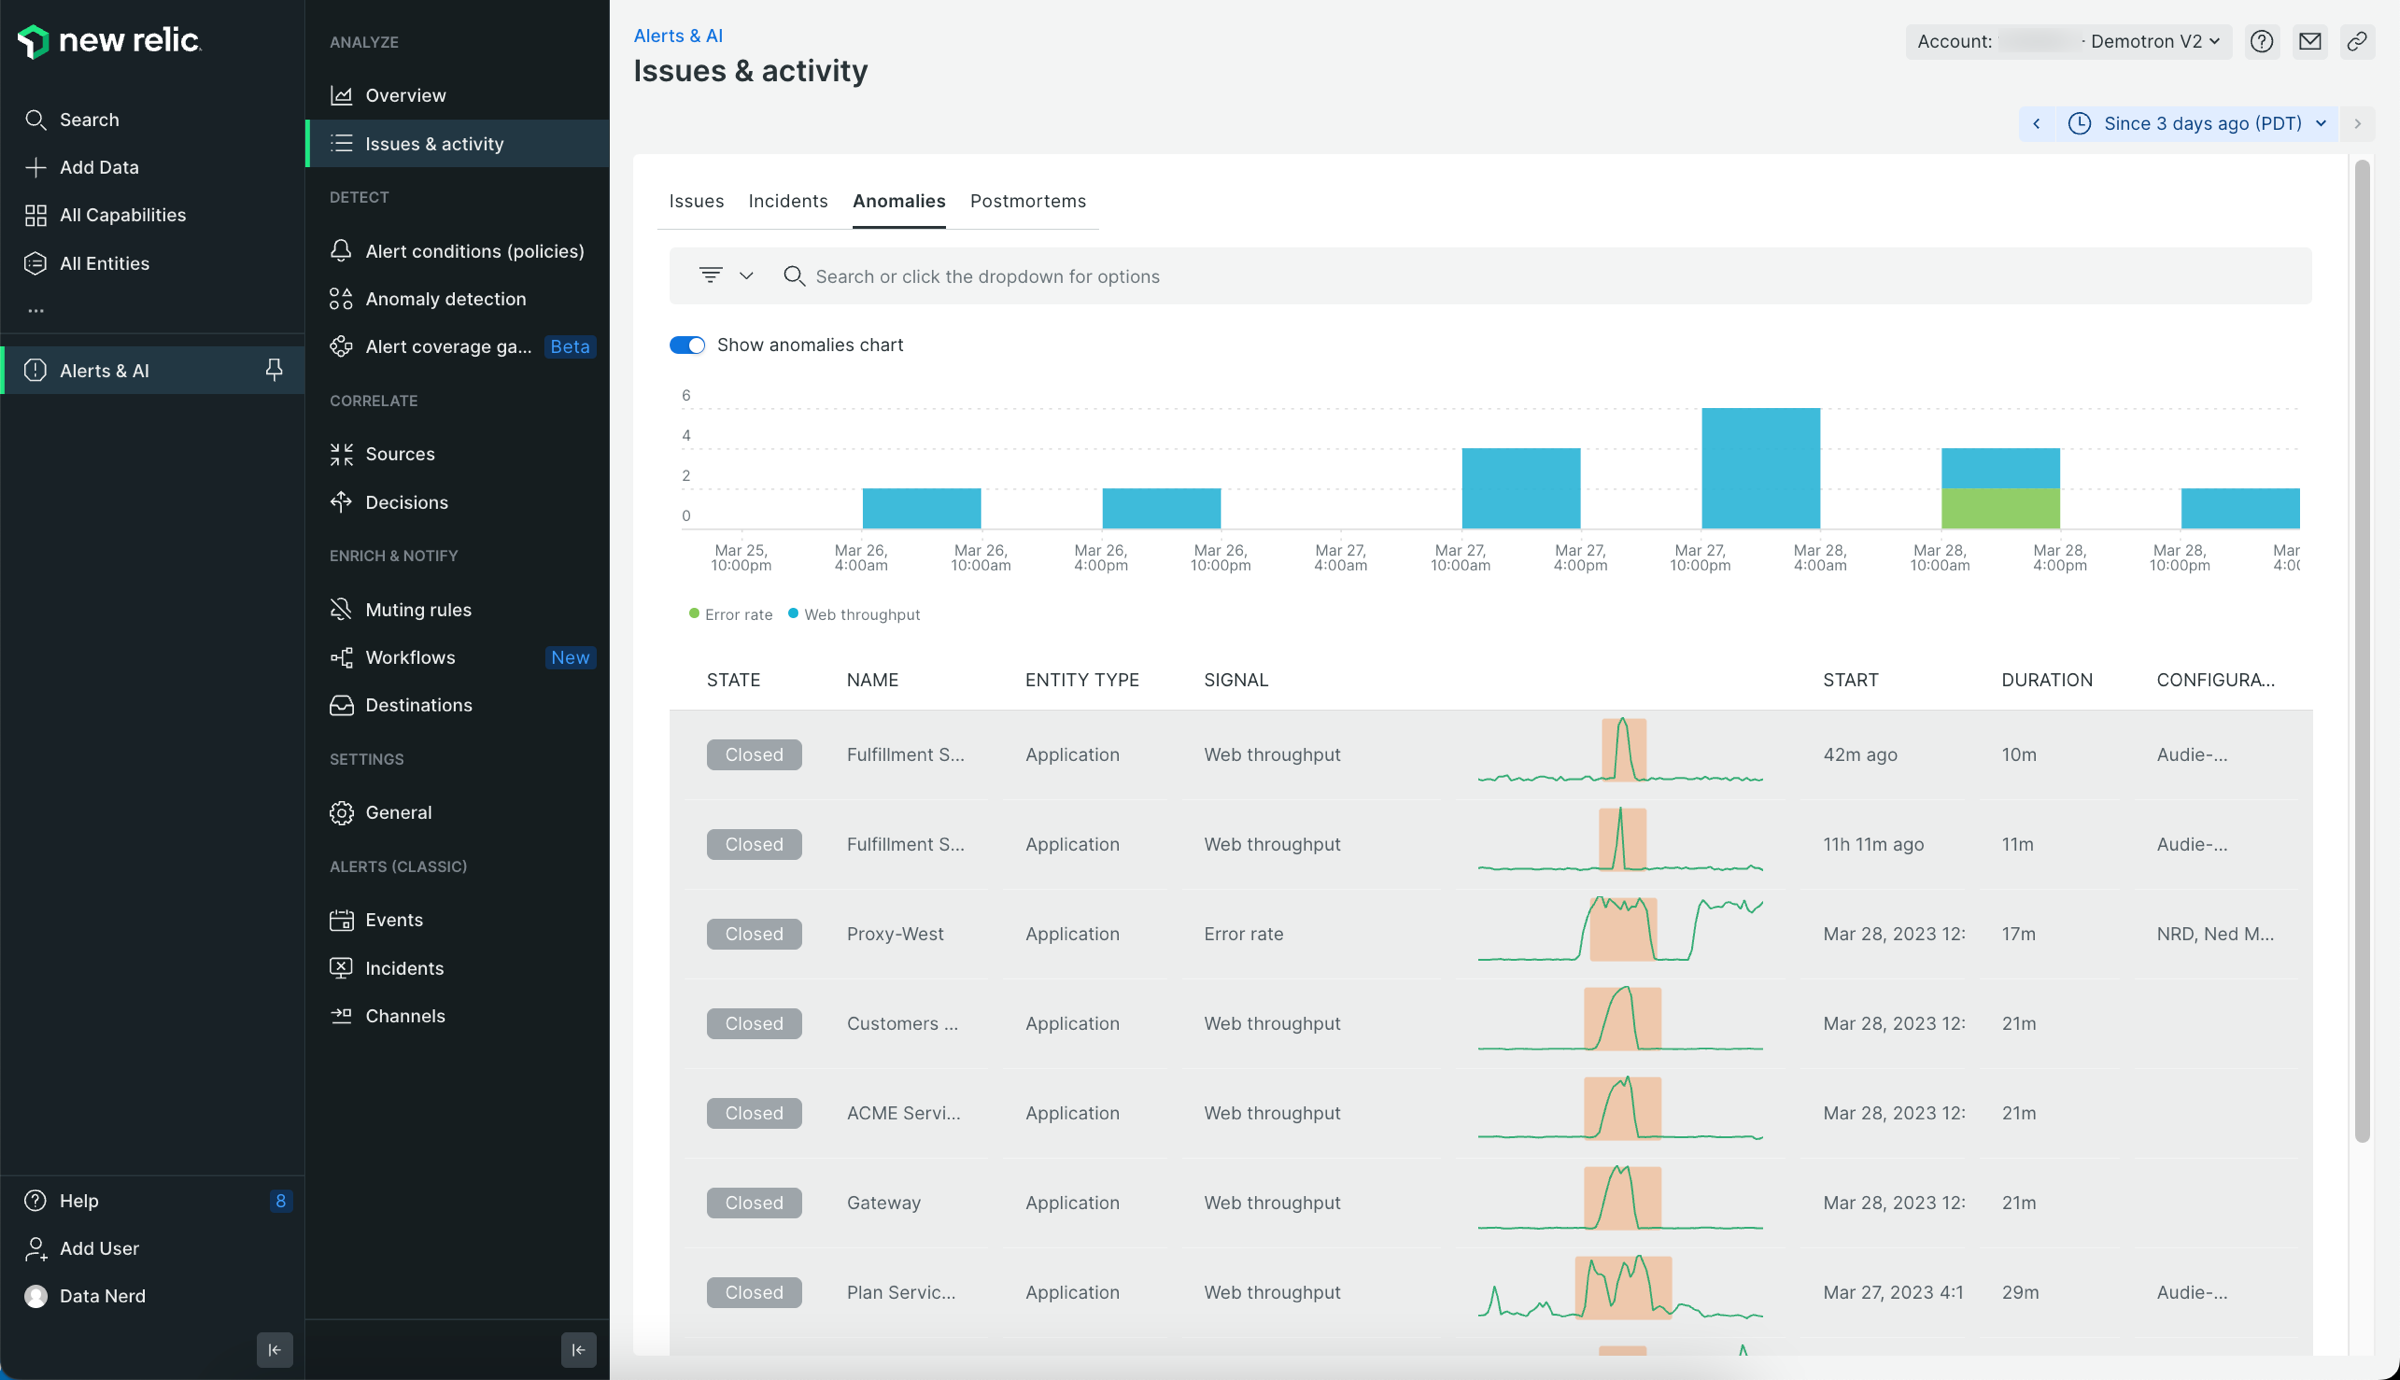 new relic
Search
Add Data
All Capabilities
All Entities
...
Alerts & AI
Help 8
Add User
Data Nerd
ANALYZE
Overview
Issues & activity
DETECT
Alert conditions (policies)
Anomaly detection
Alert coverage ga... Beta
CORRELATE
Sources
Decisions
ENRICH & NOTIFY
Muting rules
Workflows New
Destinations
SETTINGS
General
ALERTS (CLASSIC)
Events
Incidents
Channels
Alerts & AI
Issues & activity
Account: · Demotron V2
Since 3 days ago (PDT)
Issues Incidents Anomalies Postmortems
Search or click the dropdown for options
Show anomalies chart
6
4
2
0
Mar 25, Mar 26, Mar 26, Mar 26, Mar 26, Mar 27, Mar 27, Mar 27, Mar 27, Mar 28, Mar 28, Mar 28, Mar 28, Mar
10:00pm 4:00am 10:00am 4:00pm 10:00pm 4:00am 10:00am 4:00pm 10:00pm 4:00am 10:00am 4:00pm 10:00pm 4:0
Error rate Web throughput
STATE NAME ENTITY TYPE SIGNAL START DURATION CONFIGURA...
Closed Fulfillment S... Application Web throughput 42m ago 10m Audie-...
Closed Fulfillment S... Application Web throughput 11h 11m ago 11m Audie-...
Closed Proxy-West Application Error rate Mar 28, 2023 12: 17m NRD, Ned M...
Closed Customers ... Application Web throughput Mar 28, 2023 12: 21m
Closed ACME Servi... Application Web throughput Mar 28, 2023 12: 21m
Closed Gateway Application Web throughput Mar 28, 2023 12: 21m
Closed Plan Servic... Application Web throughput Mar 27, 2023 4:1 29m Audie-...